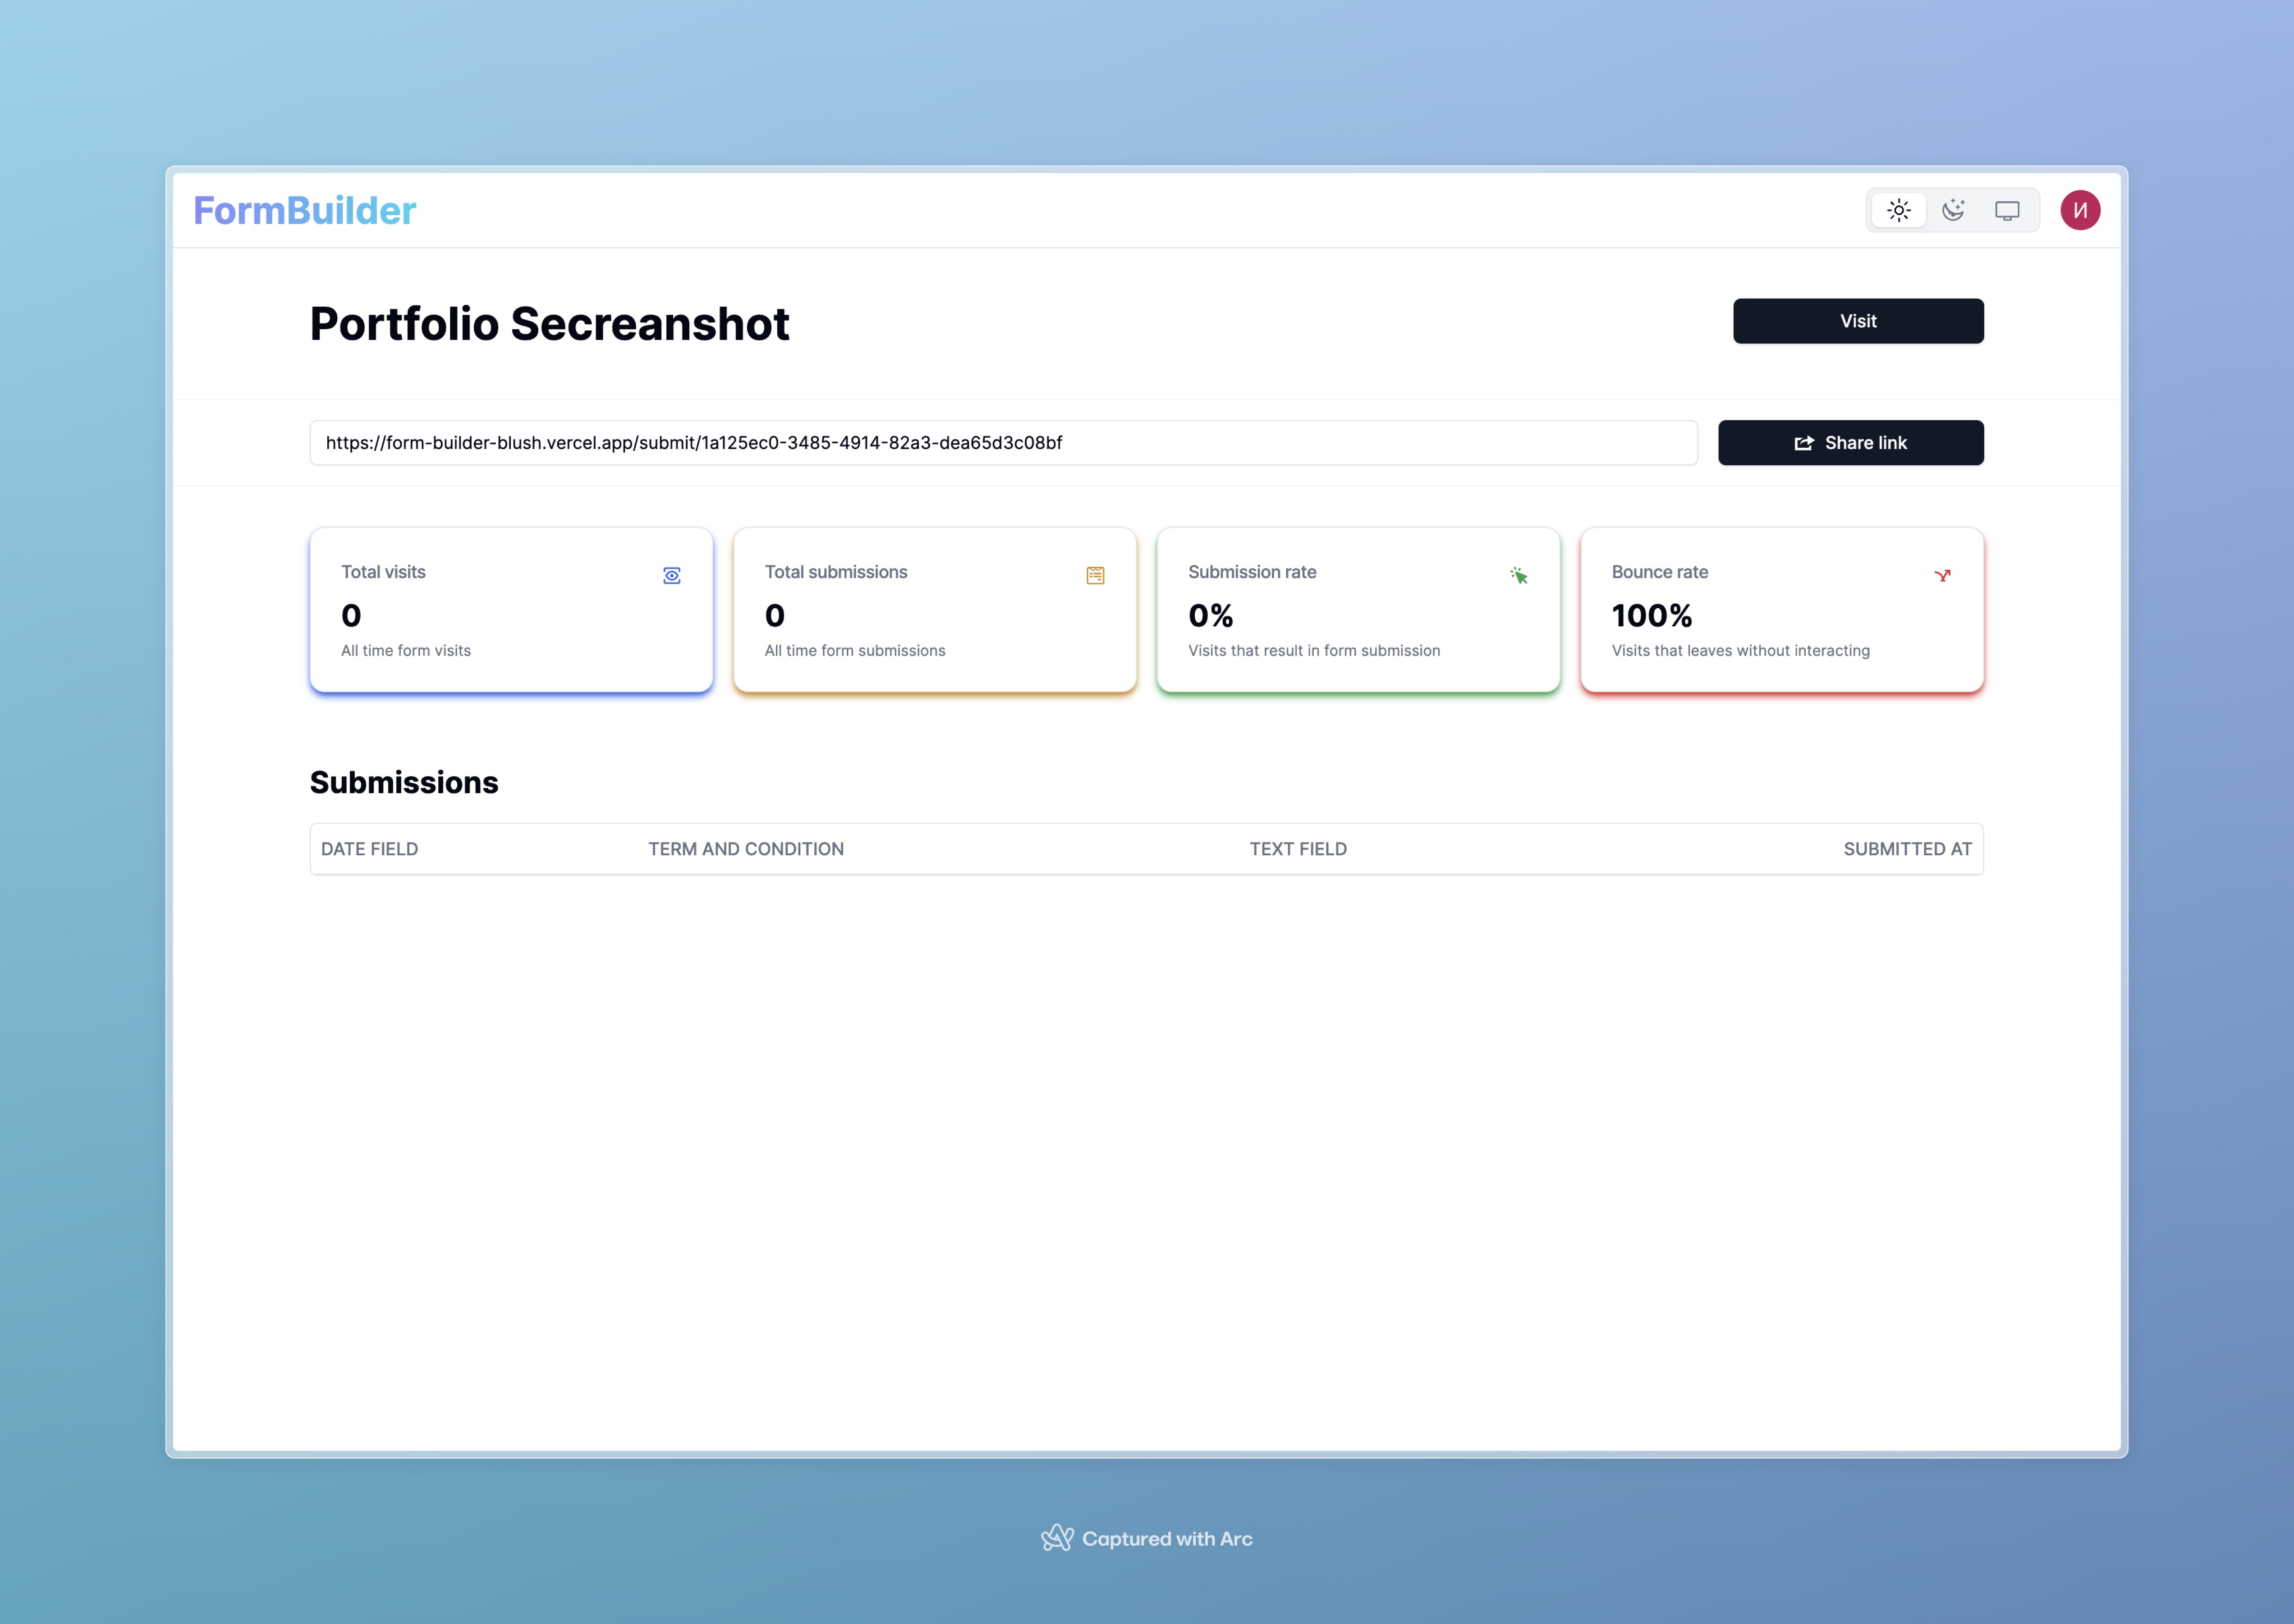 FormBuilder
И
Portfolio Secreanshot
Visit
https://form-builder-blush.vercel.app/submit/1a125ec0-3485-4914-82a3-dea65d3c08bf
Share link
Total visits
0
All time form visits
Total submissions
0
All time form submissions
Submission rate
0%
Visits that result in form submission
Bounce rate
100%
Visits that leaves without interacting
Submissions
DATE FIELD TERM AND CONDITION TEXT FIELD SUBMITTED AT
Captured with Arc